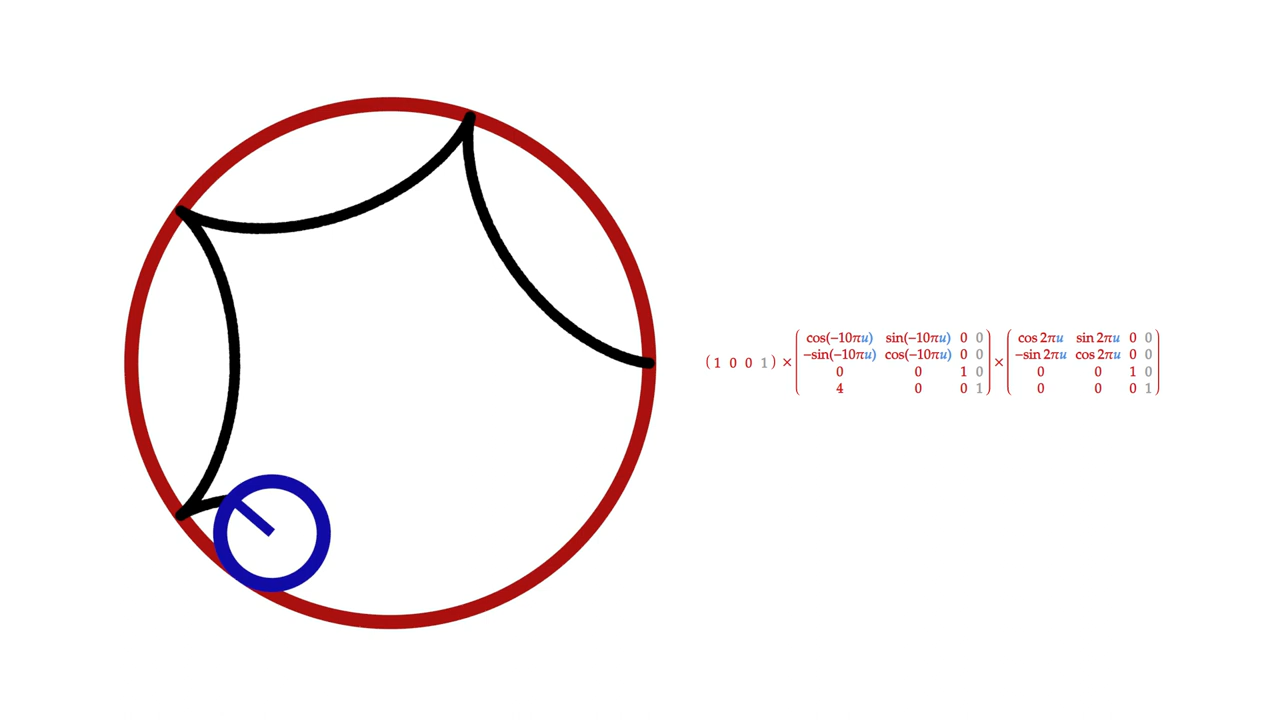 cos(−10πu) sin(−10πu) 0 0 cos 2πu sin 2πu 0 0
−sin(−10πu) cos(−10πu) 0 0 −sin 2πu cos 2πu 0 0
(1 0 0 1) × × 
0 0 1 0 0 0 1 0
4 0 0 1 0 0 0 1